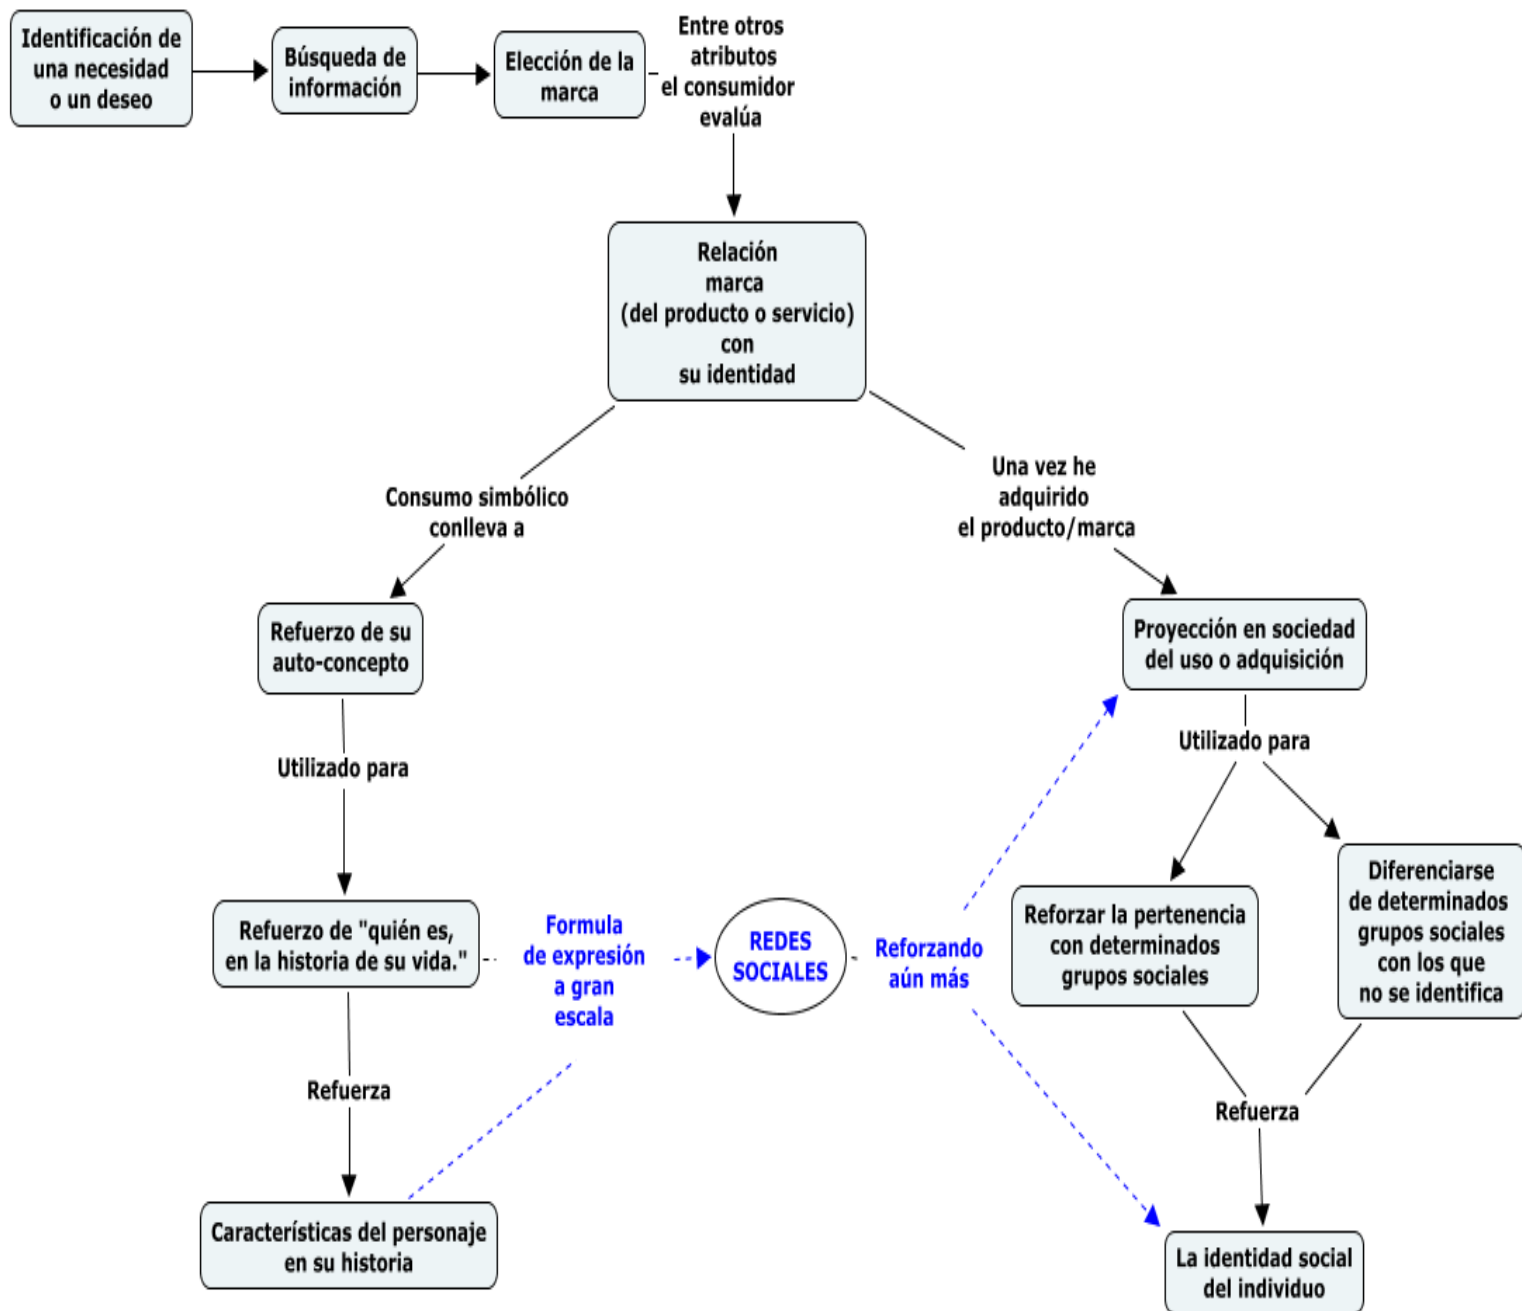 Identificación de
una necesidad
o un deseo
Búsqueda de
información
Elección de la
marca
Entre otros
atributos
el consumidor
evalúa
Relación
marca
(del producto o servicio)
con
su identidad
Consumo simbólico
conlleva a
Una vez he
adquirido
el producto/marca
Refuerzo de su
auto-concepto
Proyección en sociedad
del uso o adquisición
Utilizado para
Utilizado para
Refuerzo de "quién es,
en la historia de su vida."
Formula
de expresión
a gran
escala
REDES
SOCIALES
Reforzando
aún más
Reforzar la pertenencia
con determinados
grupos sociales
Diferenciarse
de determinados
grupos sociales
con los que
no se identifica
Refuerza
Refuerza
Características del personaje
en su historia
La identidad social
del individuo